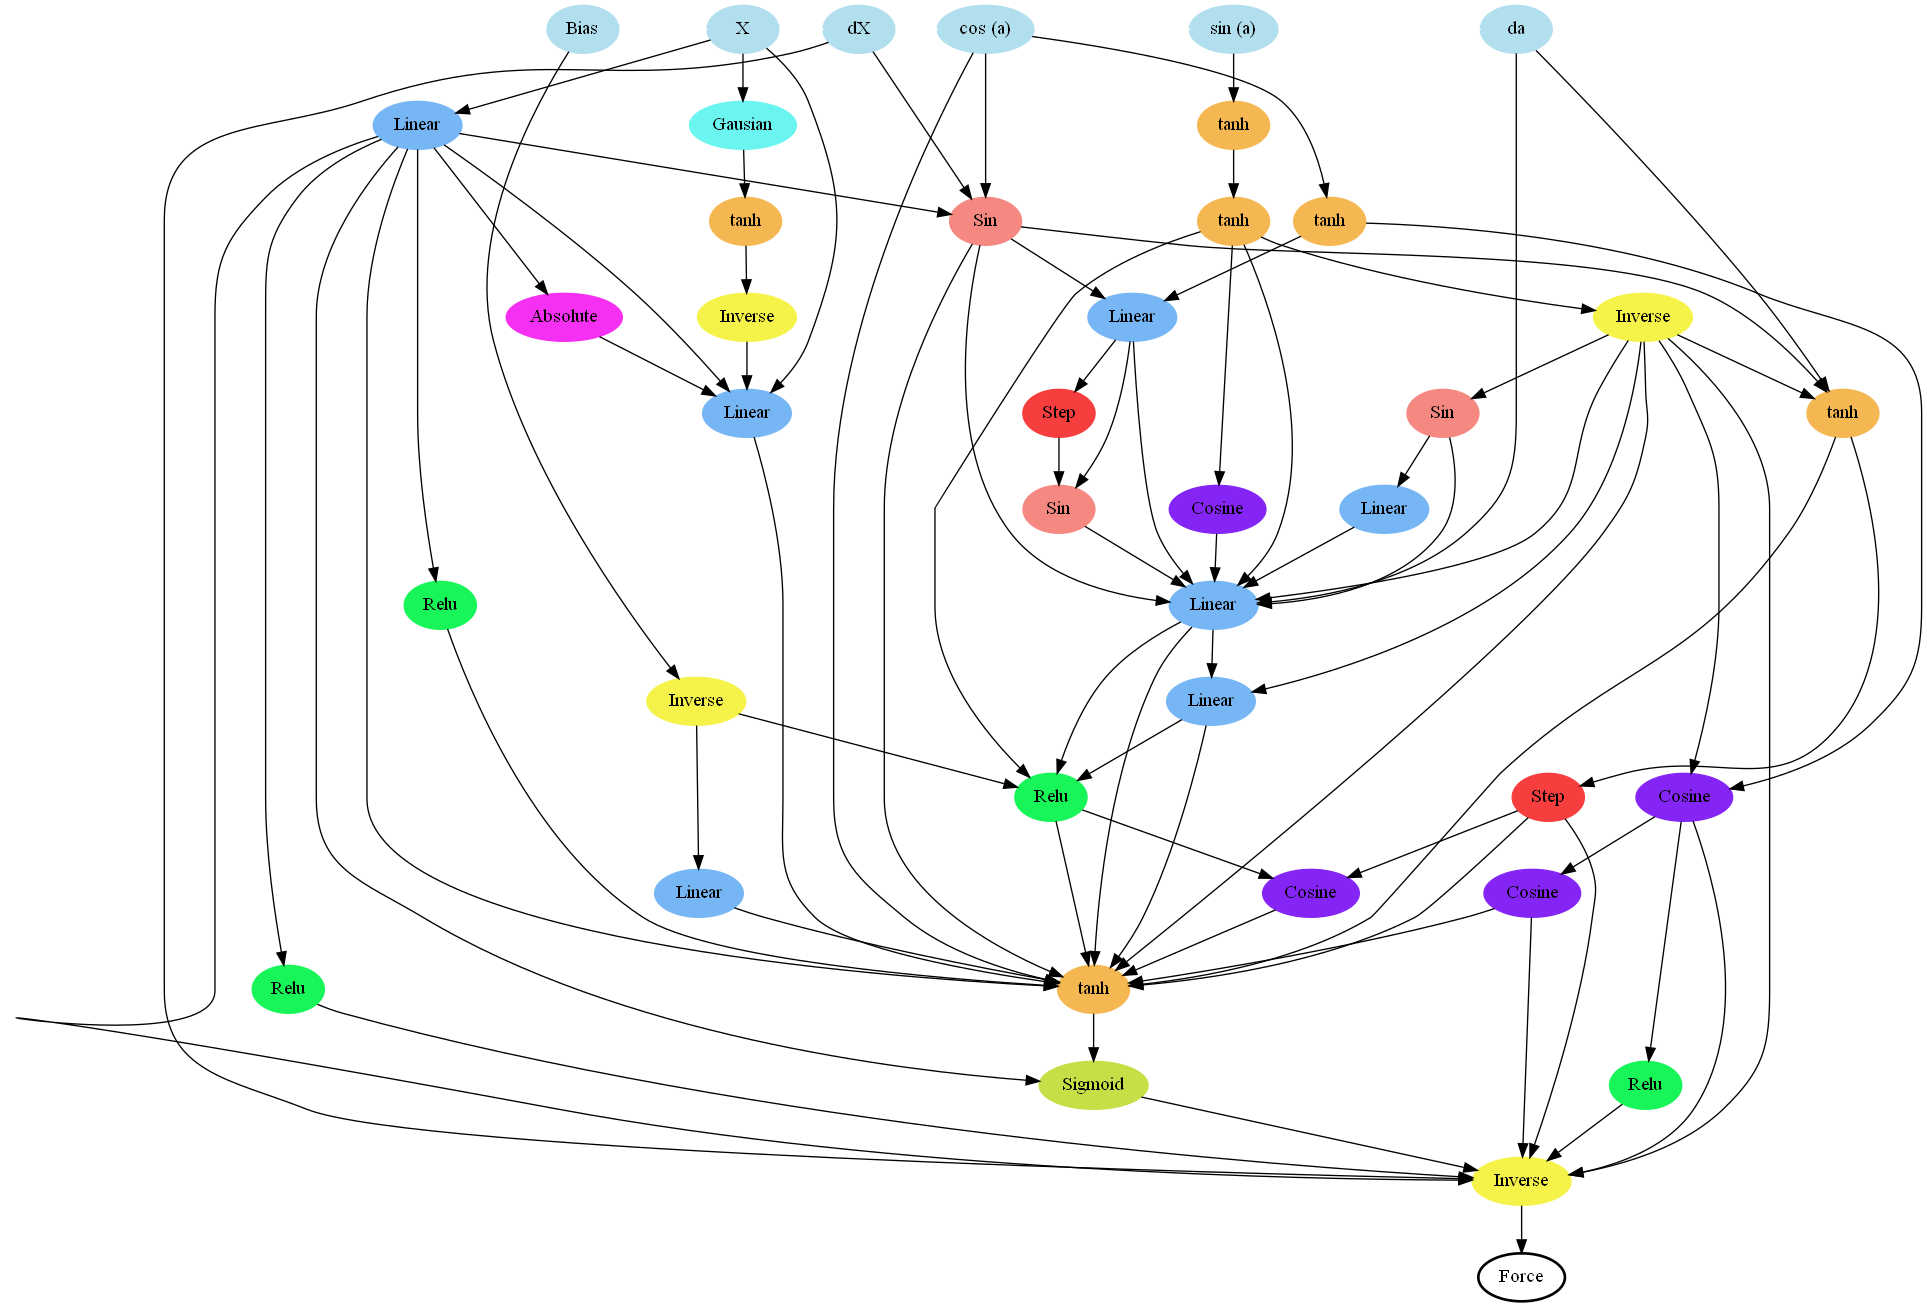 Bias
X
dX
cos (a)
sin (a)
da
Linear
Gausian
tanh
tanh
Sin
tanh
tanh
Absolute
Inverse
Linear
Inverse
Linear
Step
Sin
tanh
Sin
Cosine
Linear
Relu
Linear
Inverse
Linear
Relu
Step
Cosine
Linear
Cosine
Cosine
Relu
tanh
Sigmoid
Relu
Inverse
Force